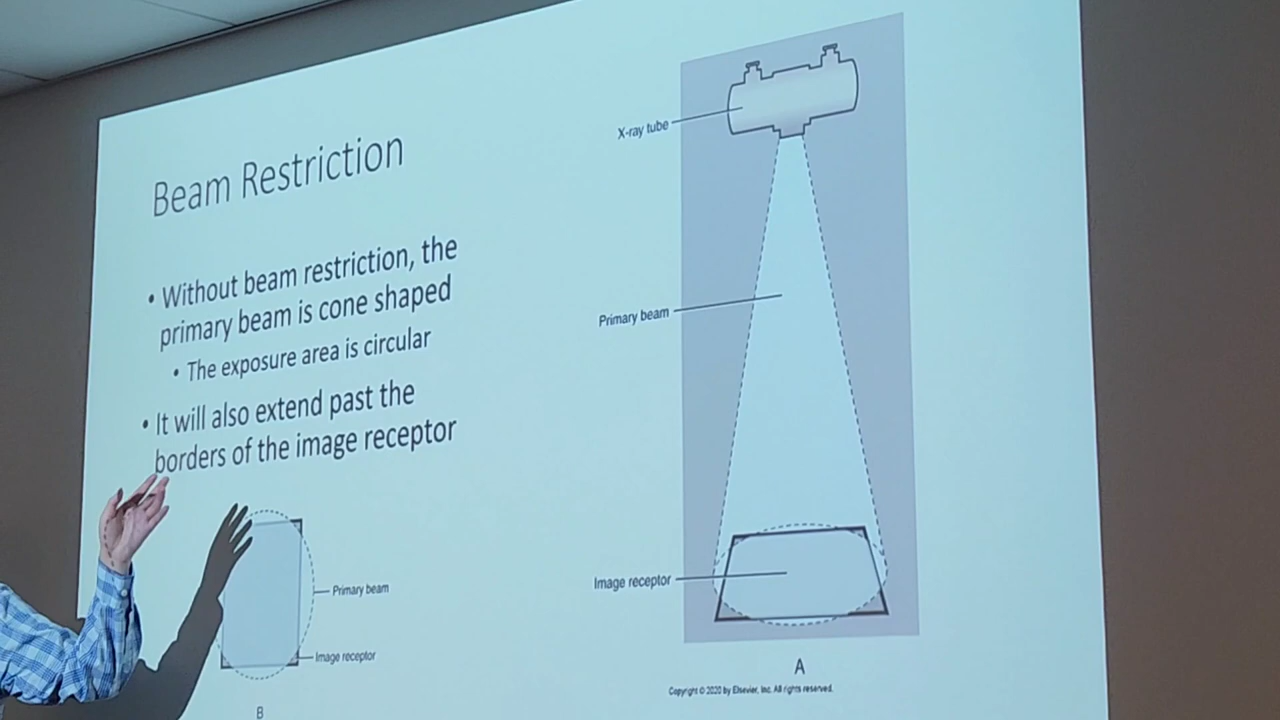 Beam Restriction
• Without beam restriction, the
primary beam is cone shaped
• The exposure area is circular
• It will also extend past the
borders of the image receptor
Primary beam
Image receptor
B
X-ray tube
Primary beam
Image receptor
A
Copyright © 2020 by Elsevier, Inc. All rights reserved.